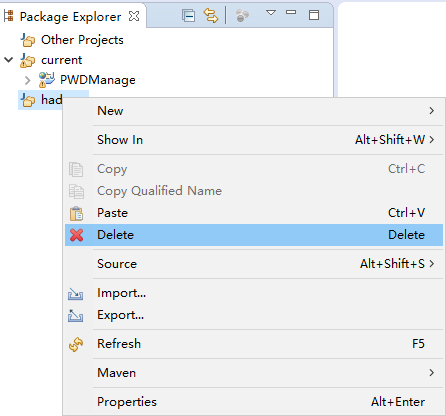 Package Explorer
Other Projects
current
PWDManage
had
New
Show In Alt+Shift+W
Copy Ctrl+C
Copy Qualified Name
Paste Ctrl+V
Delete Delete
Source Alt+Shift+S
Import...
Export...
Refresh F5
Maven
Properties Alt+Enter